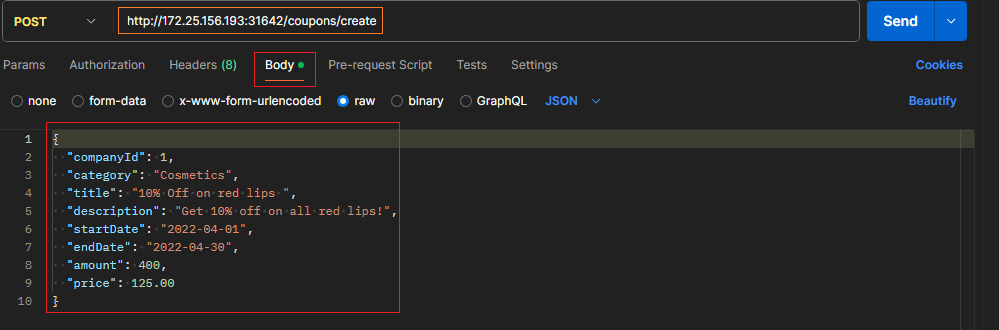 POST http://172.25.156.193:31642/coupons/create Send
Params Authorization Headers (8) Body Pre-request Script Tests Settings Cookies
none form-data x-www-form-urlencoded raw binary GraphQL JSON Beautify
1 {
2 "companyId": 1,
3 "category": "Cosmetics",
4 "title": "10% Off on red lips ",
5 "description": "Get 10% off on all red lips!",
6 "startDate": "2022-04-01",
7 "endDate": "2022-04-30",
8 "amount": 400,
9 "price": 125.00
10 }